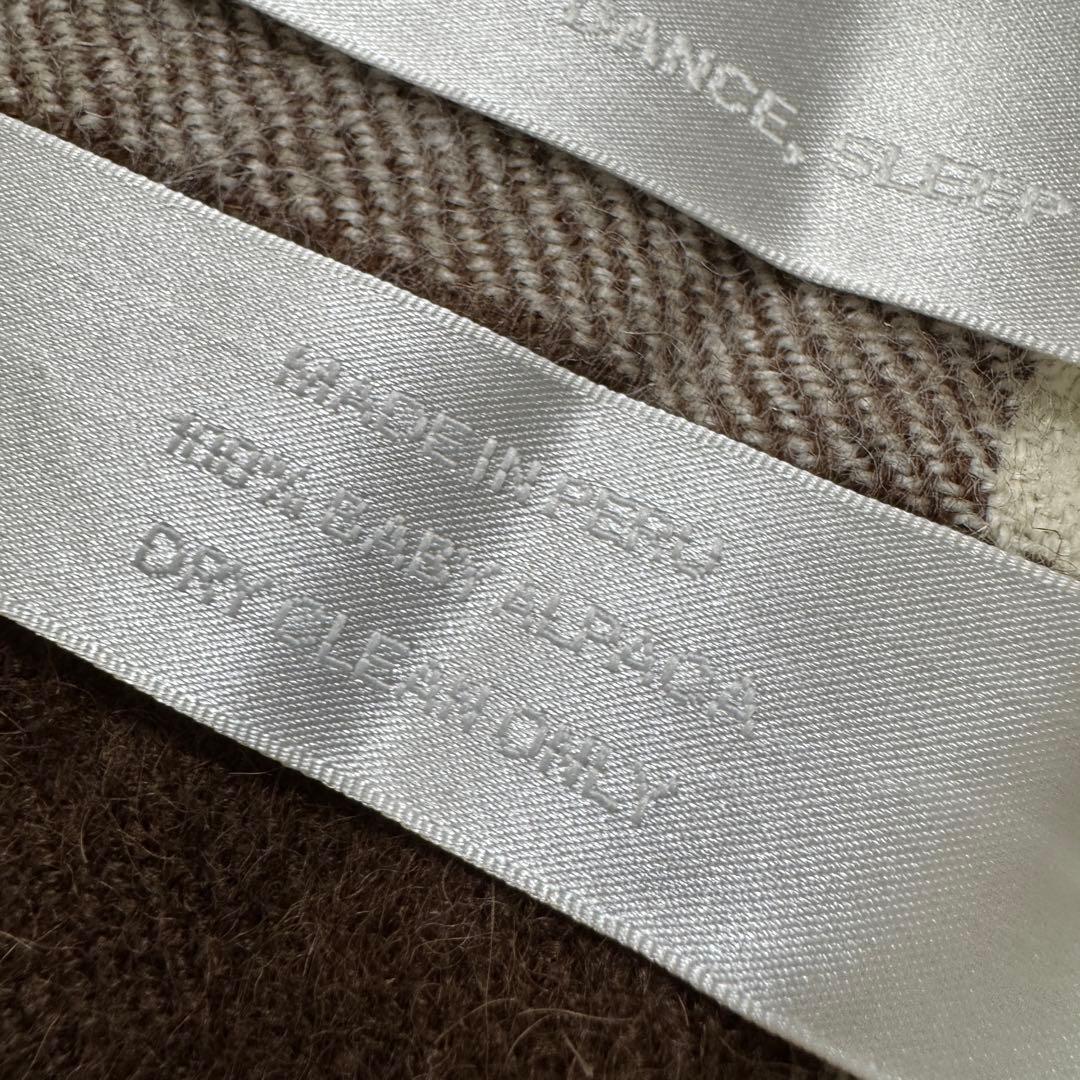 DANCE, SLEEP
MADE IN PERU
100% BABY ALPACA
DRY CLEAN ONLY